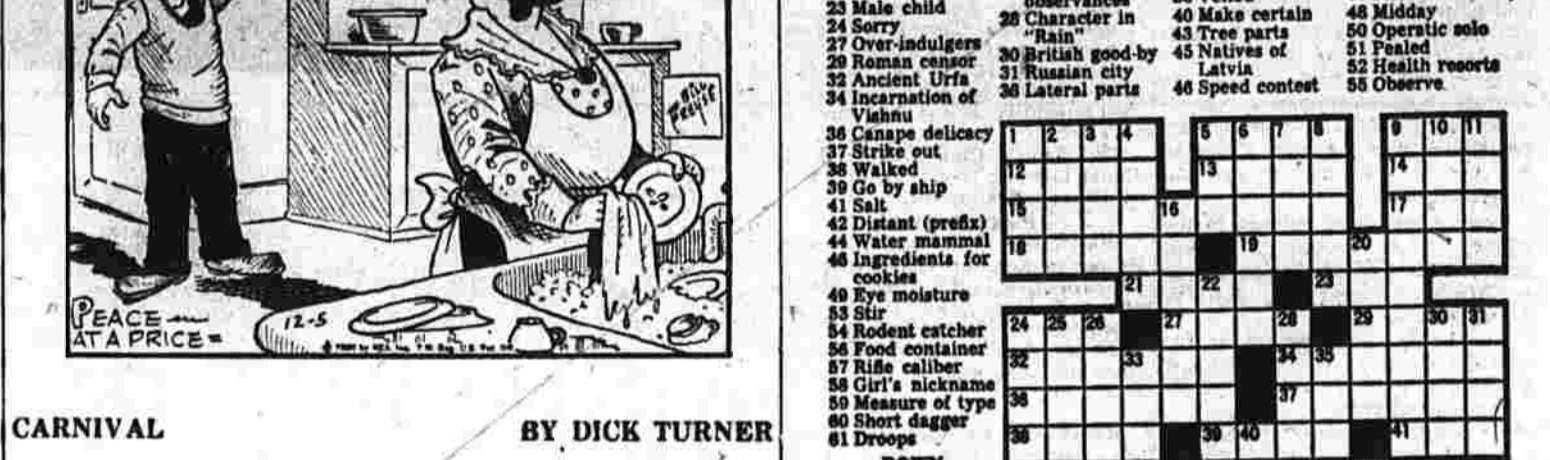 PEACE
AT A PRICE =
12-5
CARNIVAL
BY DICK TURNER
23 Male child
24 Sorry
27 Over-indulgers
29 Roman censor
32 Ancient Urfa
34 Incarnation of
Vishnu
36 Canape delicacy
37 Strike out
38 Walked
39 Go by ship
41 Salt
42 Distant (prefix)
44 Water mammal
46 Ingredients for
cookies
49 Eye moisture
53 Stir
54 Rodent catcher
56 Food container
57 Rifle caliber
58 Girl's nickname
59 Measure of type
60 Short dagger
61 Droops
observances
28 Character in
"Rain"
30 British good-by
31 Russian city
36 Lateral parts
40 Make certain
43 Tree parts
45 Natives of
Latvia
46 Speed contest
48 Midday
50 Operatic solo
51 Pealed
52 Health resorts
55 Observe
1 2 3 4 5 6 7 8 9 10 11
12 13 14
15 16 17
18 19 20
21 22 23
24 25 26 27 28 29 30 31
32 33 34 35
36 37
38 39 40 41